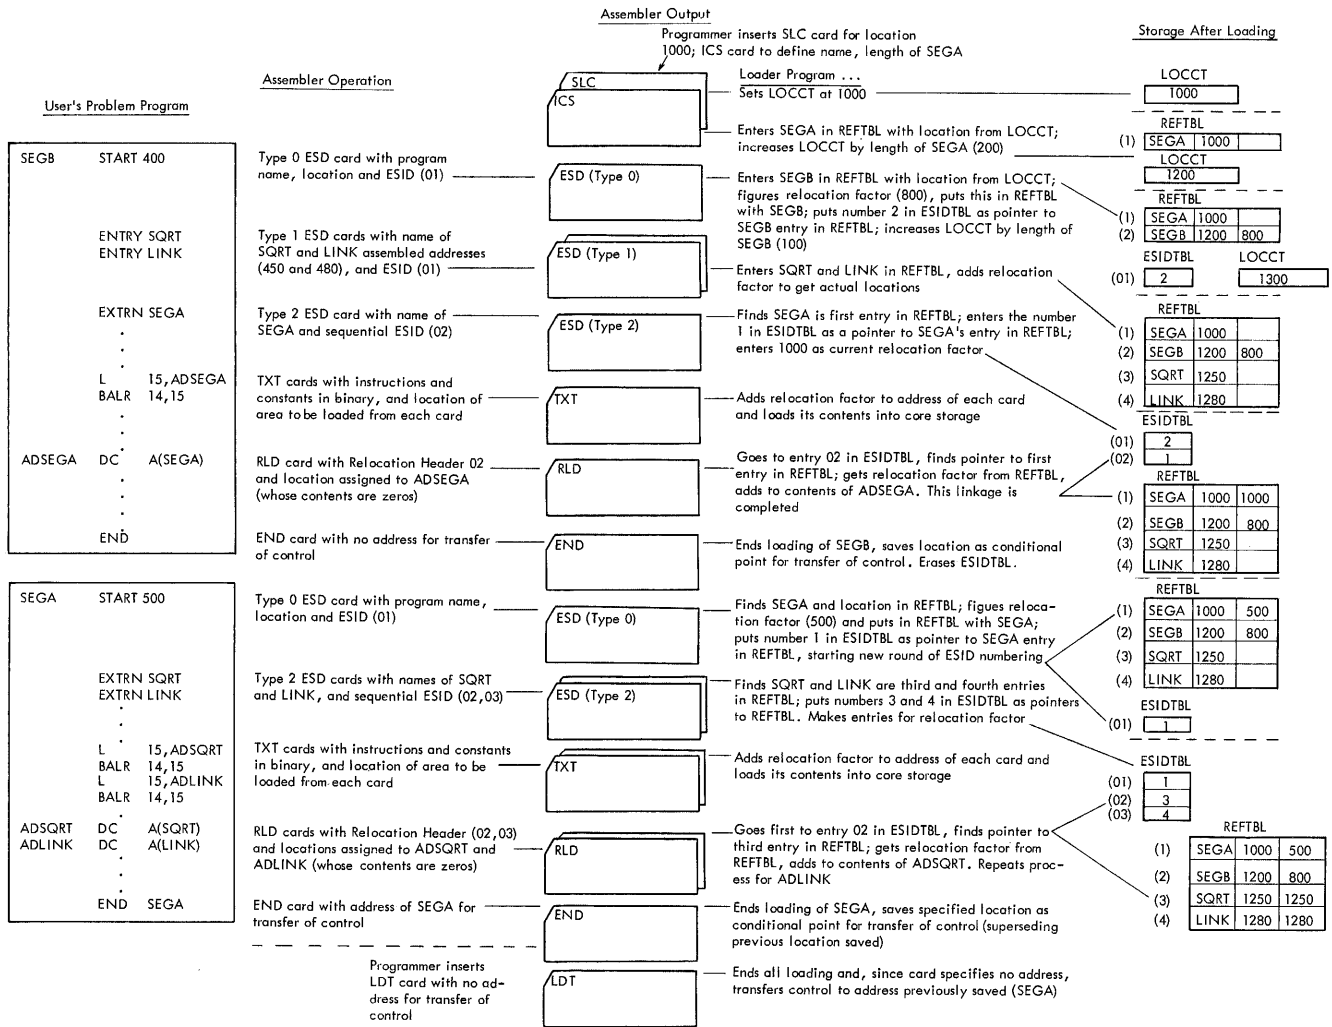 Assembler Output
Programmer inserts SLC card for location
1000; ICS card to define name, length of SEGA
Storage After Loading
Assembler Operation
User's Problem Program
SLC
ICS
Loader Program ...
Sets LOCCT at 1000
LOCCT
1000
Enters SEGA in REFTBL with location from LOCCT;
increases LOCCT by length of SEGA (200)
REFTBL
(1) SEGA 1000
LOCCT
1200
SEGB START 400
Type 0 ESD card with program
name, location and ESID (01)
ESD (Type 0)
Enters SEGB in REFTBL with location from LOCCT;
figures relocation factor (800), puts this in REFTBL
with SEGB; puts number 2 in ESIDTBL as pointer to
SEGB entry in REFTBL; increases LOCCT by length of
SEGB (100)
REFTBL
(1) SEGA 1000
(2) SEGB 1200 800
ESIDTBL LOCCT
(01) 2 1300
ENTRY SQRT
ENTRY LINK
Type 1 ESD cards with name of
SQRT and LINK assembled addresses
(450 and 480), and ESID (01)
ESD (Type 1)
Enters SQRT and LINK in REFTBL, adds relocation
factor to get actual locations
REFTBL
(1) SEGA 1000
(2) SEGB 1200 800
(3) SQRT 1250
(4) LINK 1280
EXTRN SEGA
.
.
.
Type 2 ESD card with name of
SEGA and sequential ESID (02)
ESD (Type 2)
Finds SEGA is first entry in REFTBL; enters the number
1 in ESIDTBL as a pointer to SEGA's entry in REFTBL;
enters 1000 as current relocation factor
ESIDTBL
(01) 2
(02) 1
L 15,ADSEGA
BALR 14,15
.
.
.
TXT cards with instructions and
constants in binary, and location of
area to be loaded from each card
TXT
Adds relocation factor to address of each card
and loads its contents into core storage
ADSEGA DC A(SEGA)
.
.
.
RLD card with Relocation Header 02
and location assigned to ADSEGA
(whose contents are zeros)
RLD
Goes to entry 02 in ESIDTBL, finds pointer to first
entry in REFTBL; gets relocation factor from REFTBL,
adds to contents of ADSEGA. This linkage is
completed
REFTBL
(1) SEGA 1000 1000
(2) SEGB 1200 800
(3) SQRT 1250
(4) LINK 1280
END
END card with no address for transfer
of control
END
Ends loading of SEGB, saves location as conditional
point for transfer of control. Erases ESIDTBL.
SEGA START 500
Type 0 ESD card with program name,
location and ESID (01)
ESD (Type 0)
Finds SEGA and location in REFTBL; figues reloca-
tion factor (500) and puts in REFTBL with SEGA;
puts number 1 in ESIDTBL as pointer to SEGA entry
in REFTBL, starting new round of ESID numbering
REFTBL
(1) SEGA 1000 500
(2) SEGB 1200 800
(3) SQRT 1250
(4) LINK 1280
ESIDTBL
(01) 1
EXTRN SQRT
EXTRN LINK
.
.
.
Type 2 ESD cards with names of SQRT
and LINK, and sequential ESID (02,03)
ESD (Type 2)
Finds SQRT and LINK are third and fourth entries
in REFTBL; puts numbers 3 and 4 in ESIDTBL as pointers
to REFTBL. Makes entries for relocation factor
ESIDTBL
(01) 1
(02) 3
(03) 4
L 15,ADSQRT
BALR 14,15
L 15,ADLINK
BALR 14,15
.
TXT cards with instructions and constants
in binary, and location of area to be
loaded from each card
TXT
Adds relocation factor to address of each card and
loads its contents into core storage
ADSQRT DC A(SQRT)
ADLINK DC A(LINK)
.
.
.
RLD cards with Relocation Header (02,03)
and locations assigned to ADSQRT and
ADLINK (whose contents are zeros)
RLD
Goes first to entry 02 in ESIDTBL, finds pointer to
third entry in REFTBL; gets relocation factor from
REFTBL, adds to contents of ADSQRT. Repeats proc-
ess for ADLINK
REFTBL
(1) SEGA 1000 500
(2) SEGB 1200 800
(3) SQRT 1250 1250
(4) LINK 1280 1280
END SEGA
END card with address of SEGA for
transfer of control
END
Ends loading of SEGA, saves specified location as
conditional point for transfer of control (superseding
previous location saved)
Programmer inserts
LDT card with no ad-
dress for transfer of
control
LDT
Ends all loading and, since card specifies no address,
transfers control to address previously saved (SEGA)